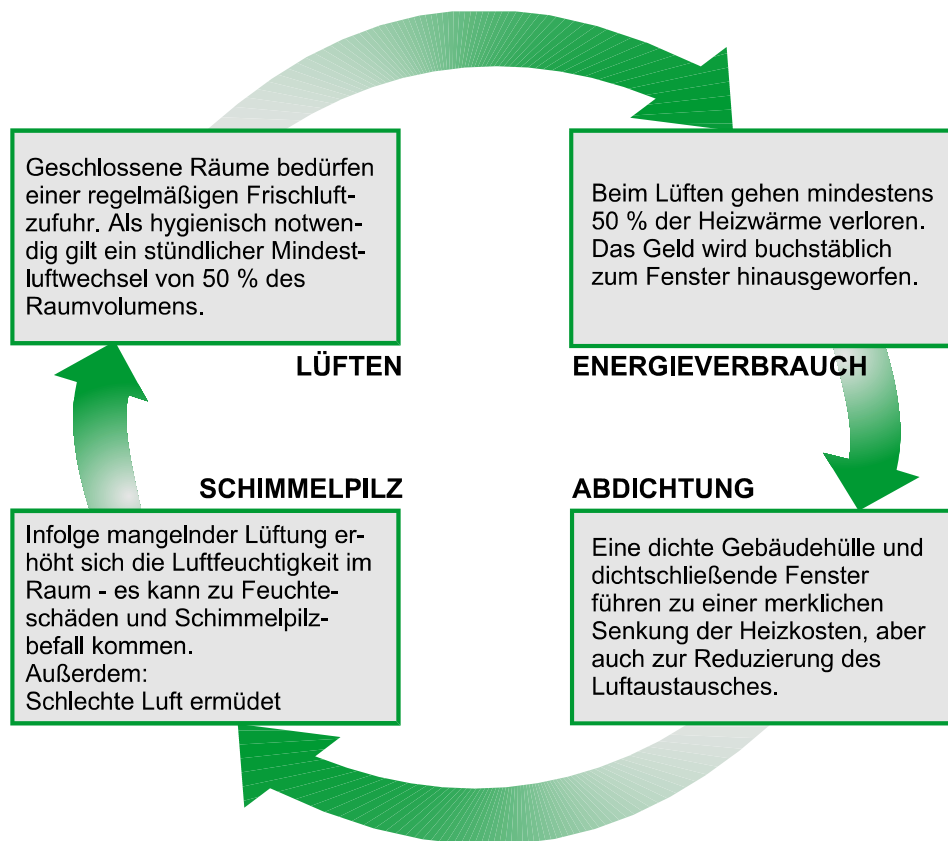 Geschlossene Räume bedürfen
einer regelmäßigen Frischluft-
zufuhr. Als hygienisch notwen-
dig gilt ein stündlicher Mindest-
luftwechsel von 50 % des
Raumvolumens.
LÜFTEN
Beim Lüften gehen mindestens
50 % der Heizwärme verloren.
Das Geld wird buchstäblich
zum Fenster hinausgeworfen.
ENERGIEVERBRAUCH
ABDICHTUNG
Eine dichte Gebäudehülle und
dichtschließende Fenster
führen zu einer merklichen
Senkung der Heizkosten, aber
auch zur Reduzierung des
Luftaustausches.
SCHIMMELPILZ
Infolge mangelnder Lüftung er-
höht sich die Luftfeuchtigkeit im
Raum - es kann zu Feuchte-
schäden und Schimmelpilz-
befall kommen.
Außerdem:
Schlechte Luft ermüdet